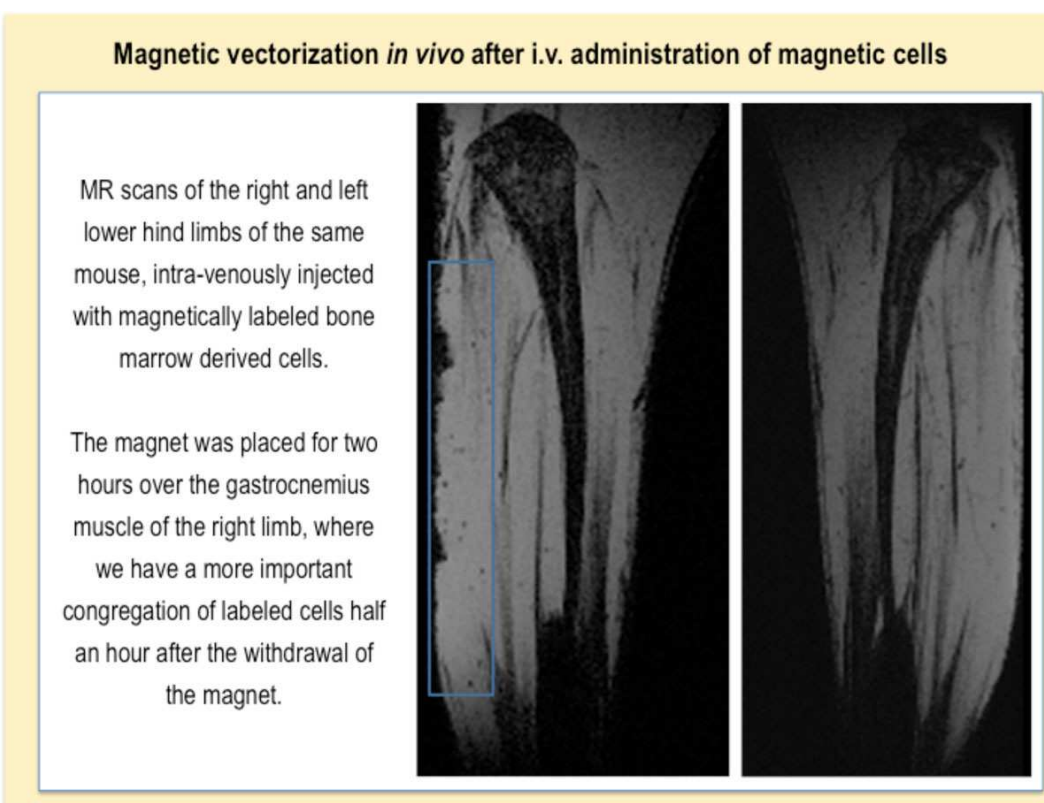 Magnetic vectorization in vivo after i.v. administration of magnetic cells
MR scans of the right and left
lower hind limbs of the same
mouse, intra-venously injected
with magnetically labeled bone
marrow derived cells.
The magnet was placed for two
hours over the gastrocnemius
muscle of the right limb, where
we have a more important
congregation of labeled cells half
an hour after the withdrawal of
the magnet.